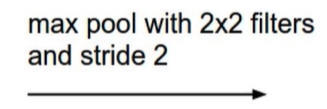 max pool with 2x2 filters
and stride 2